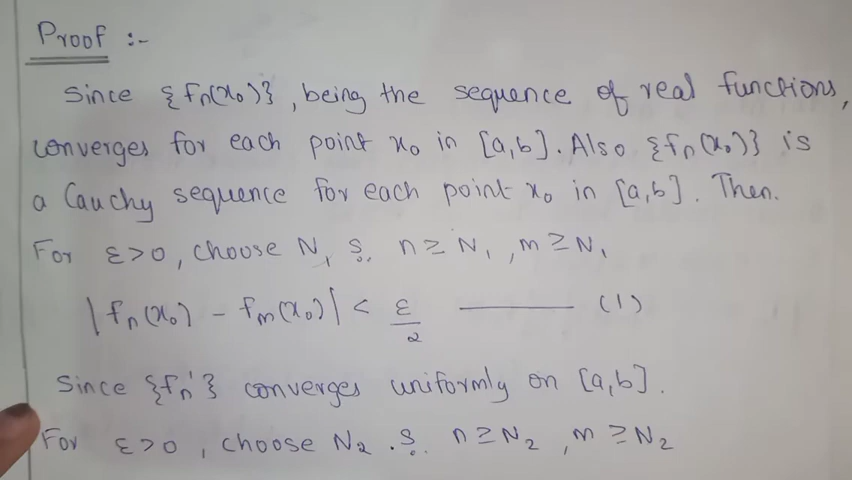 Proof :-
Since {fn(x₀)}, being the sequence of real functions,
converges for each point x₀ in [a,b]. Also {fn(x₀)} is
a Cauchy sequence for each point x₀ in [a,b]. Then.
For ε>0, choose N₁ s. n≥N₁, m≥N₁
|fn(x₀) - fm(x₀)| < ε/2 —— (1)
Since {fn'} converges uniformly on [a,b].
For ε>0, choose N₂ . s. n≥N₂, m≥N₂